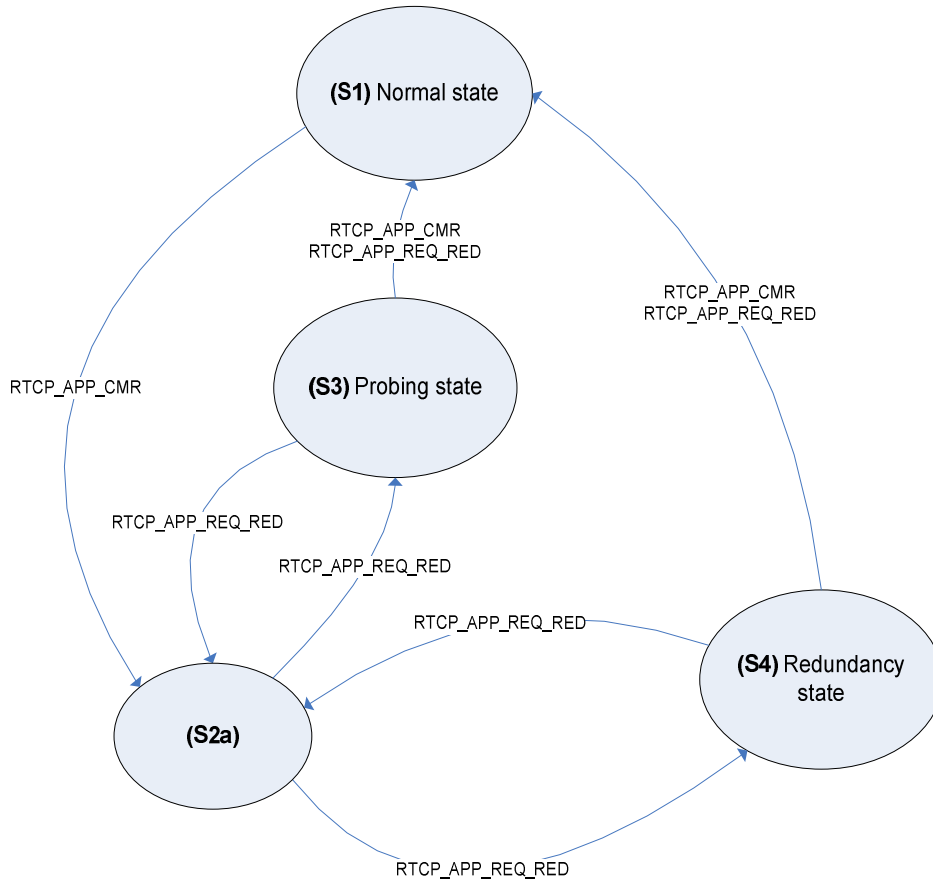 (S1) Normal state
RTCP_APP_CMR
RTCP_APP_REQ_RED
RTCP_APP_CMR
RTCP_APP_REQ_RED
(S3) Probing state
RTCP_APP_CMR
RTCP_APP_REQ_RED
RTCP_APP_REQ_RED
RTCP_APP_REQ_RED
(S4) Redundancy
state
(S2a)
RTCP_APP_REQ_RED